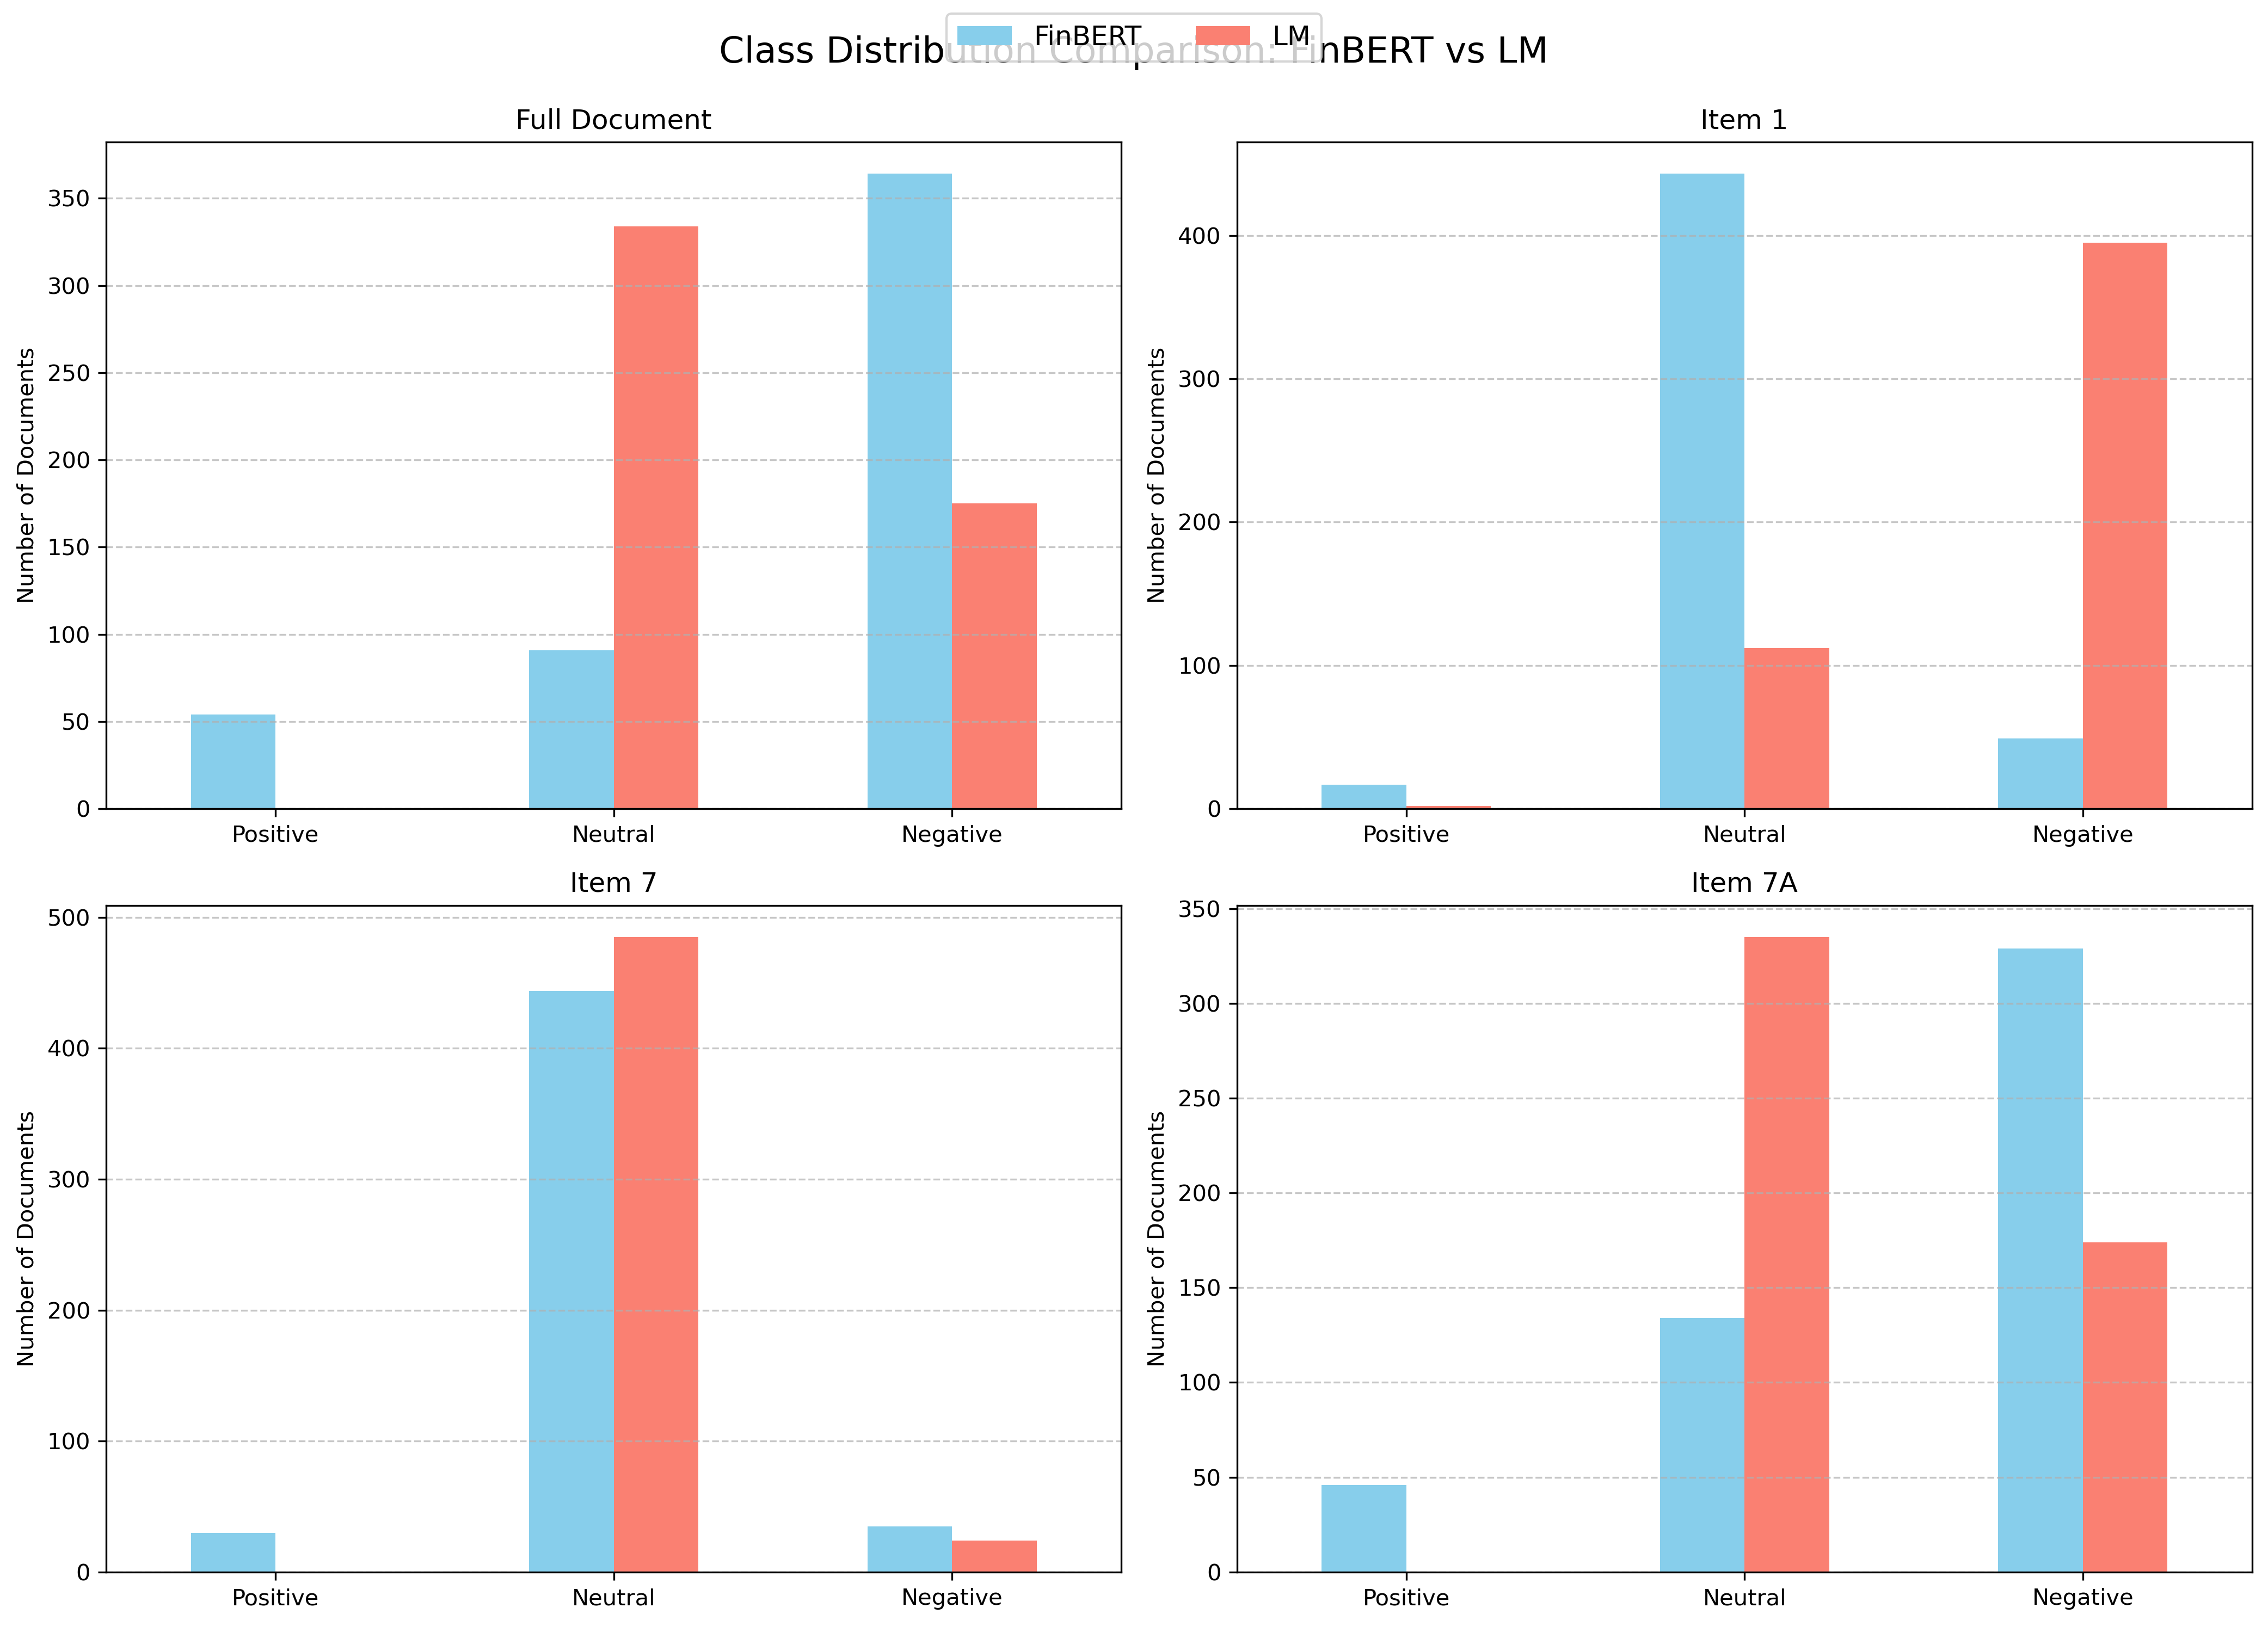 FinBERT LM
Class Distribution Comparison: FinBERT vs LM
Full Document
Number of Documents
350
300
250
200
150
100
50
0
Positive Neutral Negative
Item 1
Number of Documents
400
300
200
100
0
Positive Neutral Negative
Item 7
Number of Documents
500
400
300
200
100
0
Positive Neutral Negative
Item 7A
Number of Documents
350
300
250
200
150
100
50
0
Positive Neutral Negative